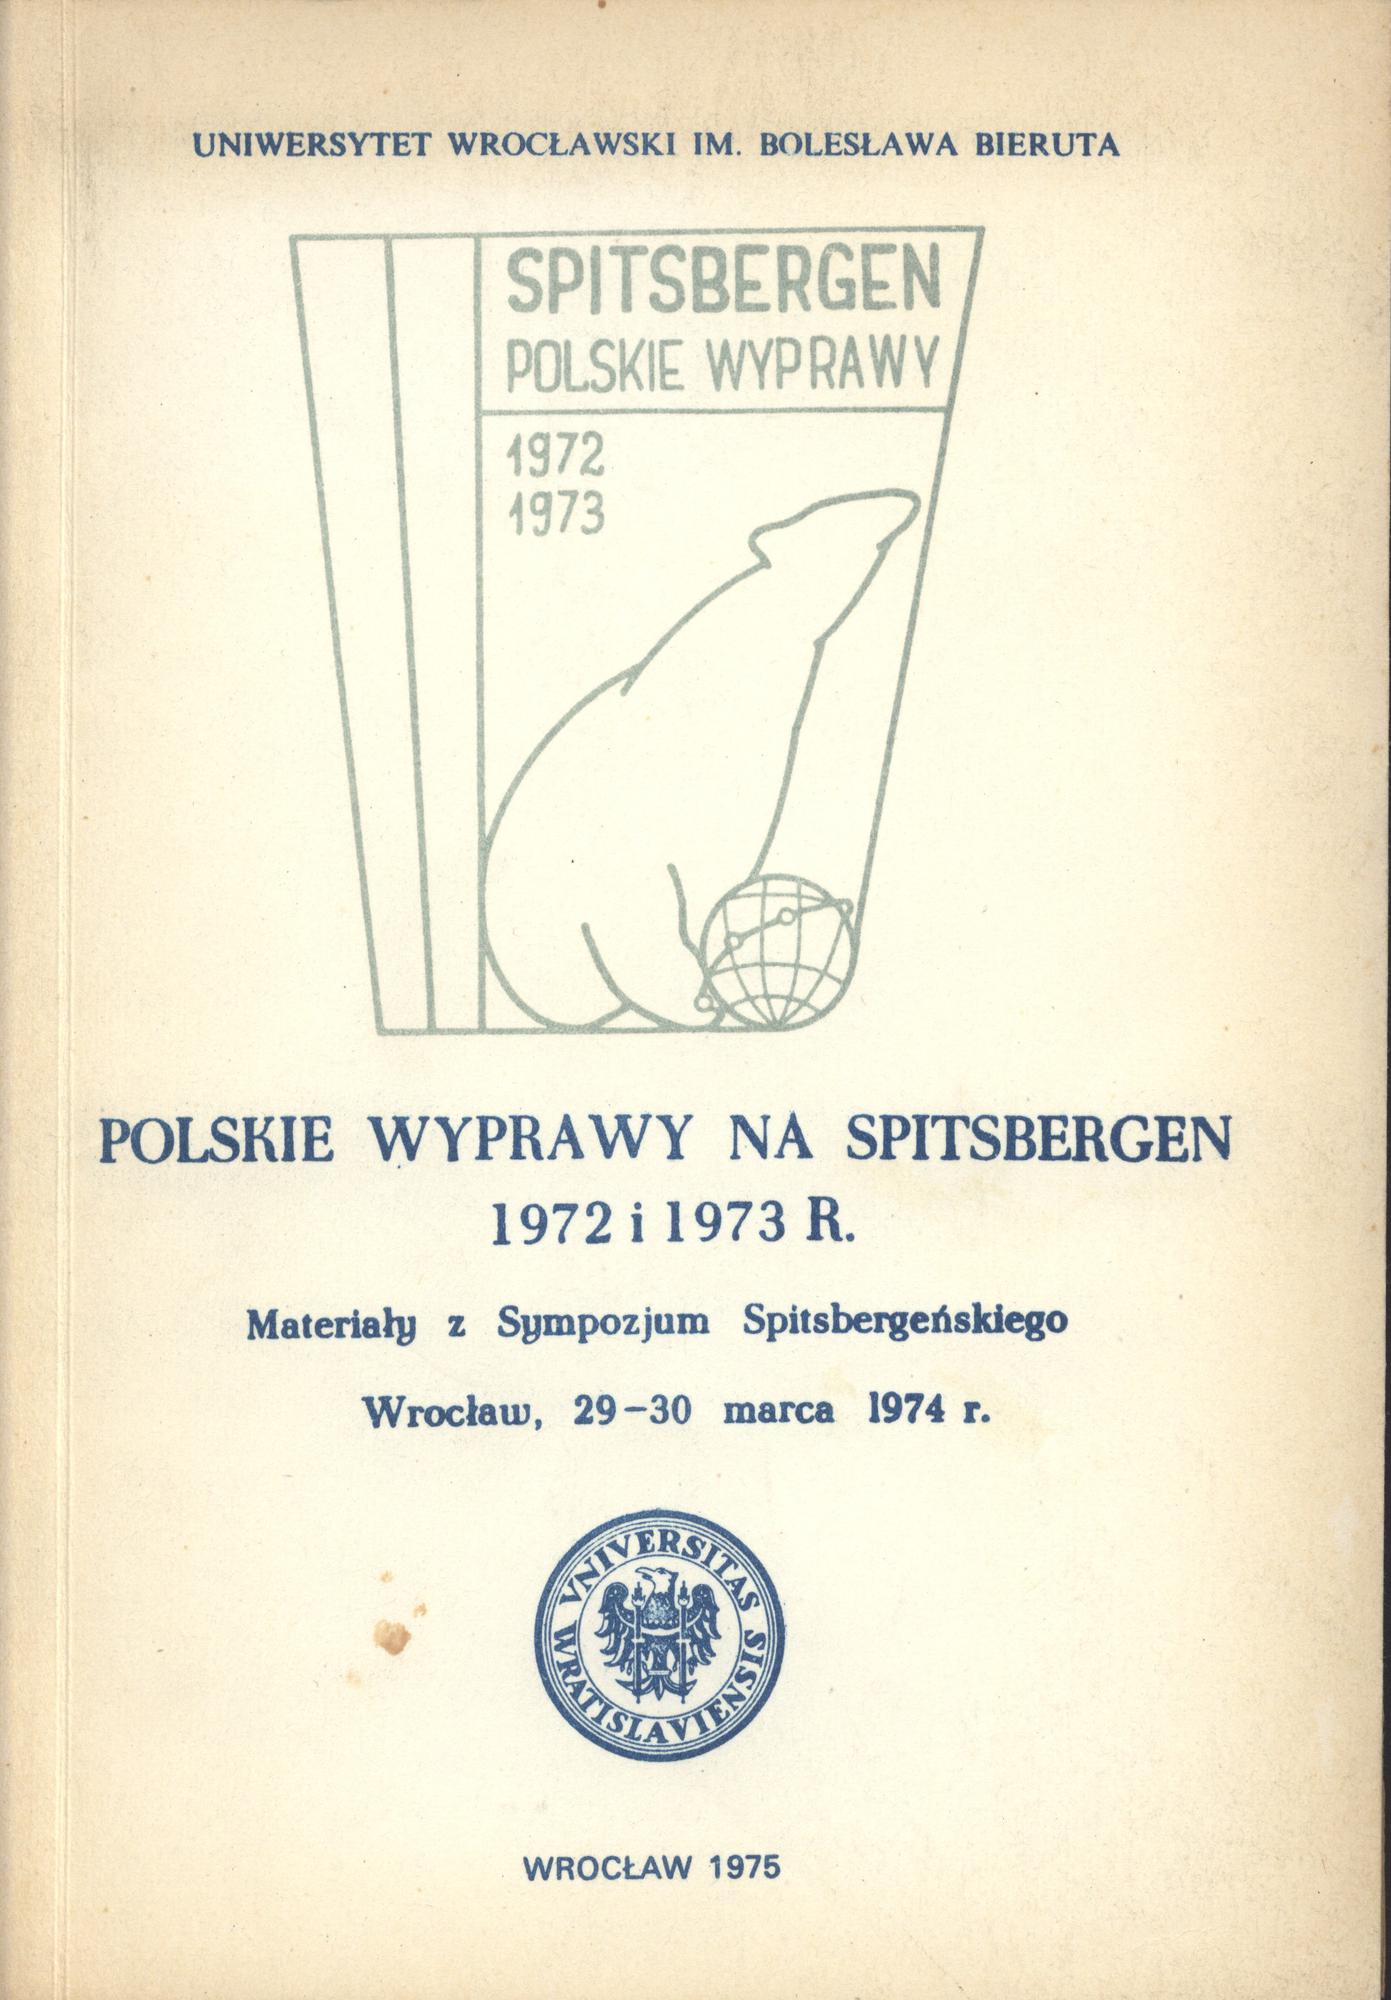 UNIWERSYTET WROCŁAWSKI IM. BOLESŁAWA BIERUTA
SPITSBERGEN
POLSKIE WYPRAWY
1972
1973
POLSKIE WYPRAWY NA SPITSBERGEN
1972 i 1973 R.
Materiały z Sympozjum Spitsbergeńskiego
Wrocław, 29-30 marca 1974 r.
VNIVERSITAS
WRATISLAVIENSIS
WROCŁAW 1975